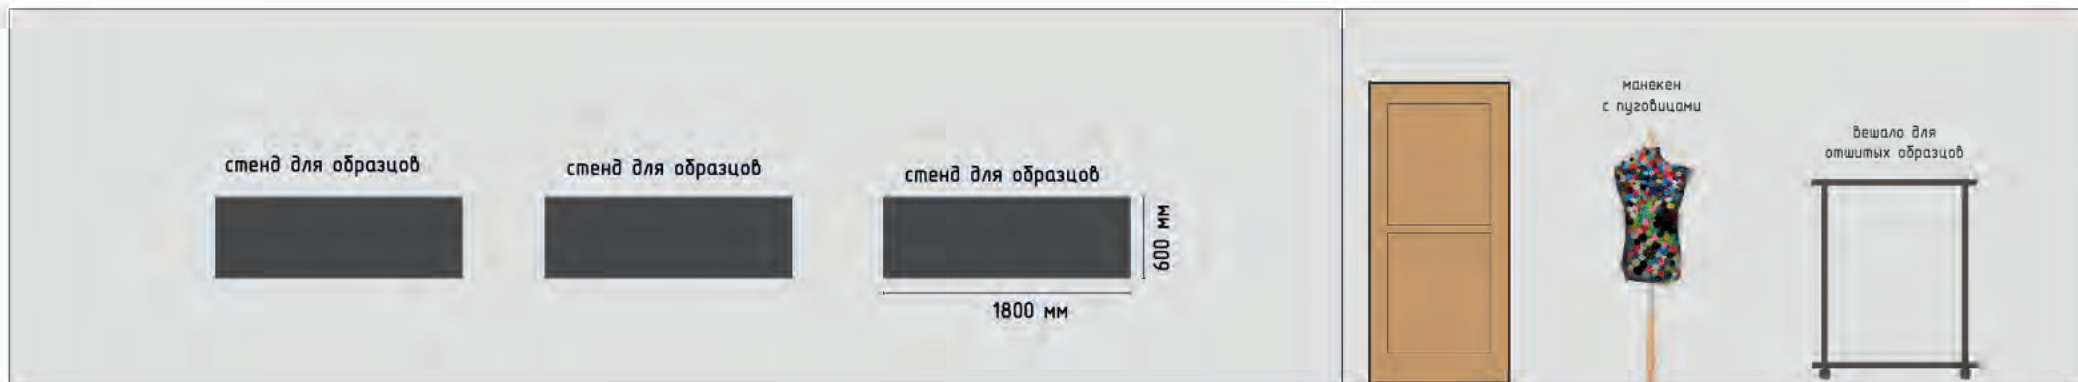 стенд для образцов
стенд для образцов
стенд для образцов
600 мм
1800 мм
манекен
с пуговицами
вешало для
отшитых образцов